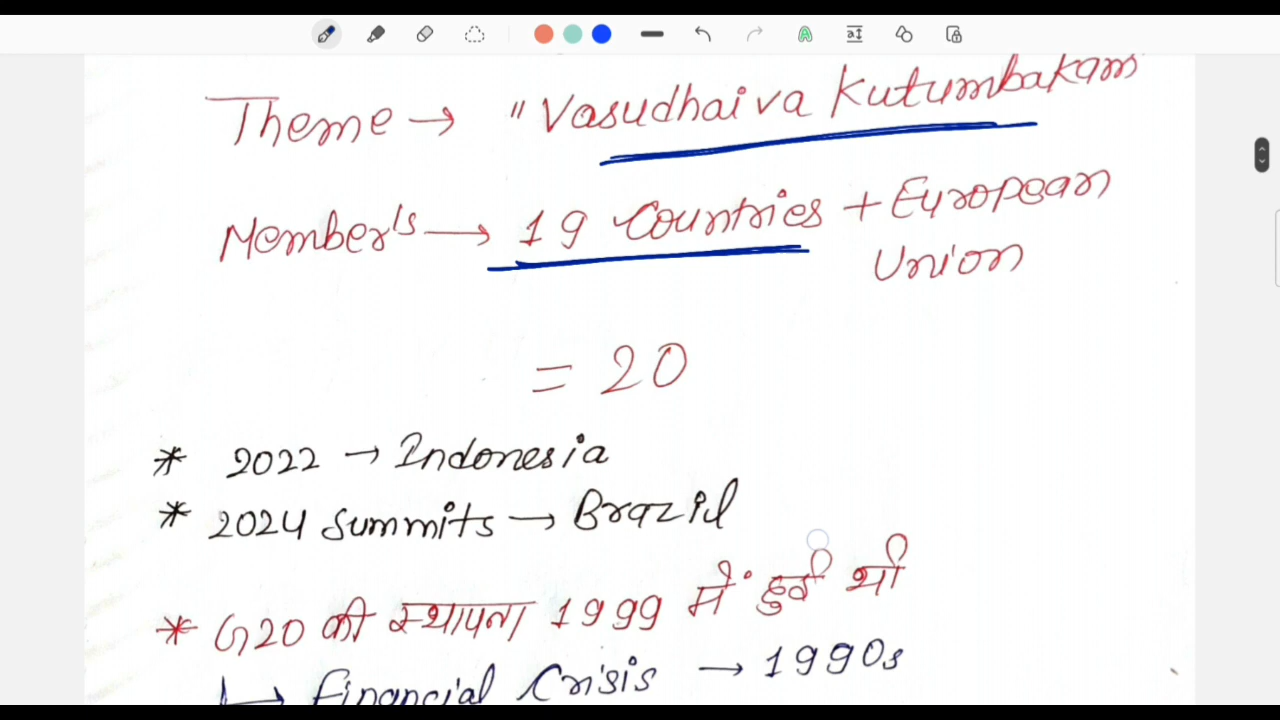 Theme → "Vasudhaiva Kutumbakam
Member's → 19 Countries + European Union
= 20
* 2022 → Indonesia
* 2024 Summits → Brazil
* G20 की स्थापना 1999 में हुई थी
↳ Financial Crisis → 1990s